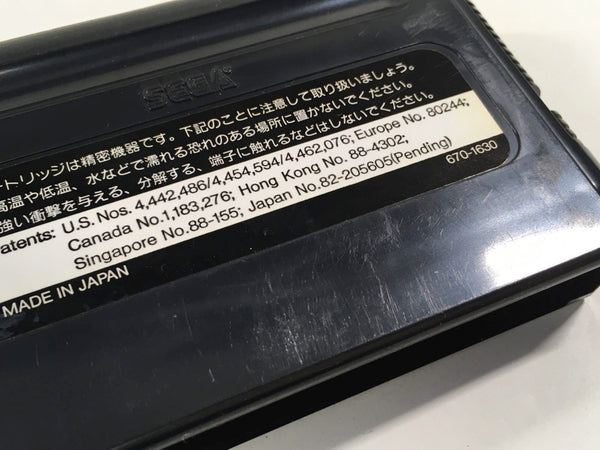 SEGA
ートリッジは精密機器です。下記のことに注意して取り扱いましょう。
高温や低温、水などで濡れる恐れのある場所に置かないでください。
強い衝撃を与える、分解する、端子に触れるなどはしないでください。
atents: U.S. Nos. 4,442,486/4,454,594/4,462,076; Europe No. 80244;
Canada No.1,183,276; Hong Kong No. 88-4302;
Singapore No.88-155; Japan No.82-205605(Pending)
670-1630
MADE IN JAPAN